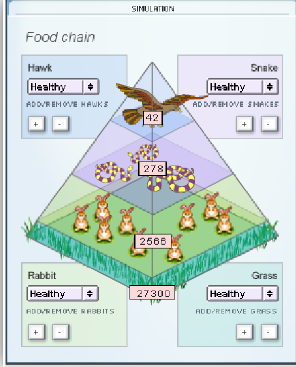 SIMULATION
Food chain
Hawk
Healthy
ADD/REMOVE HAWKS
+ -
Snake
Healthy
ADD/REMOVE SNAKES
+ -
42
278
2566
27300
Rabbit
Healthy
ADD/REMOVE RABBITS
+ -
Grass
Healthy
ADD/REMOVE GRASS
+ -